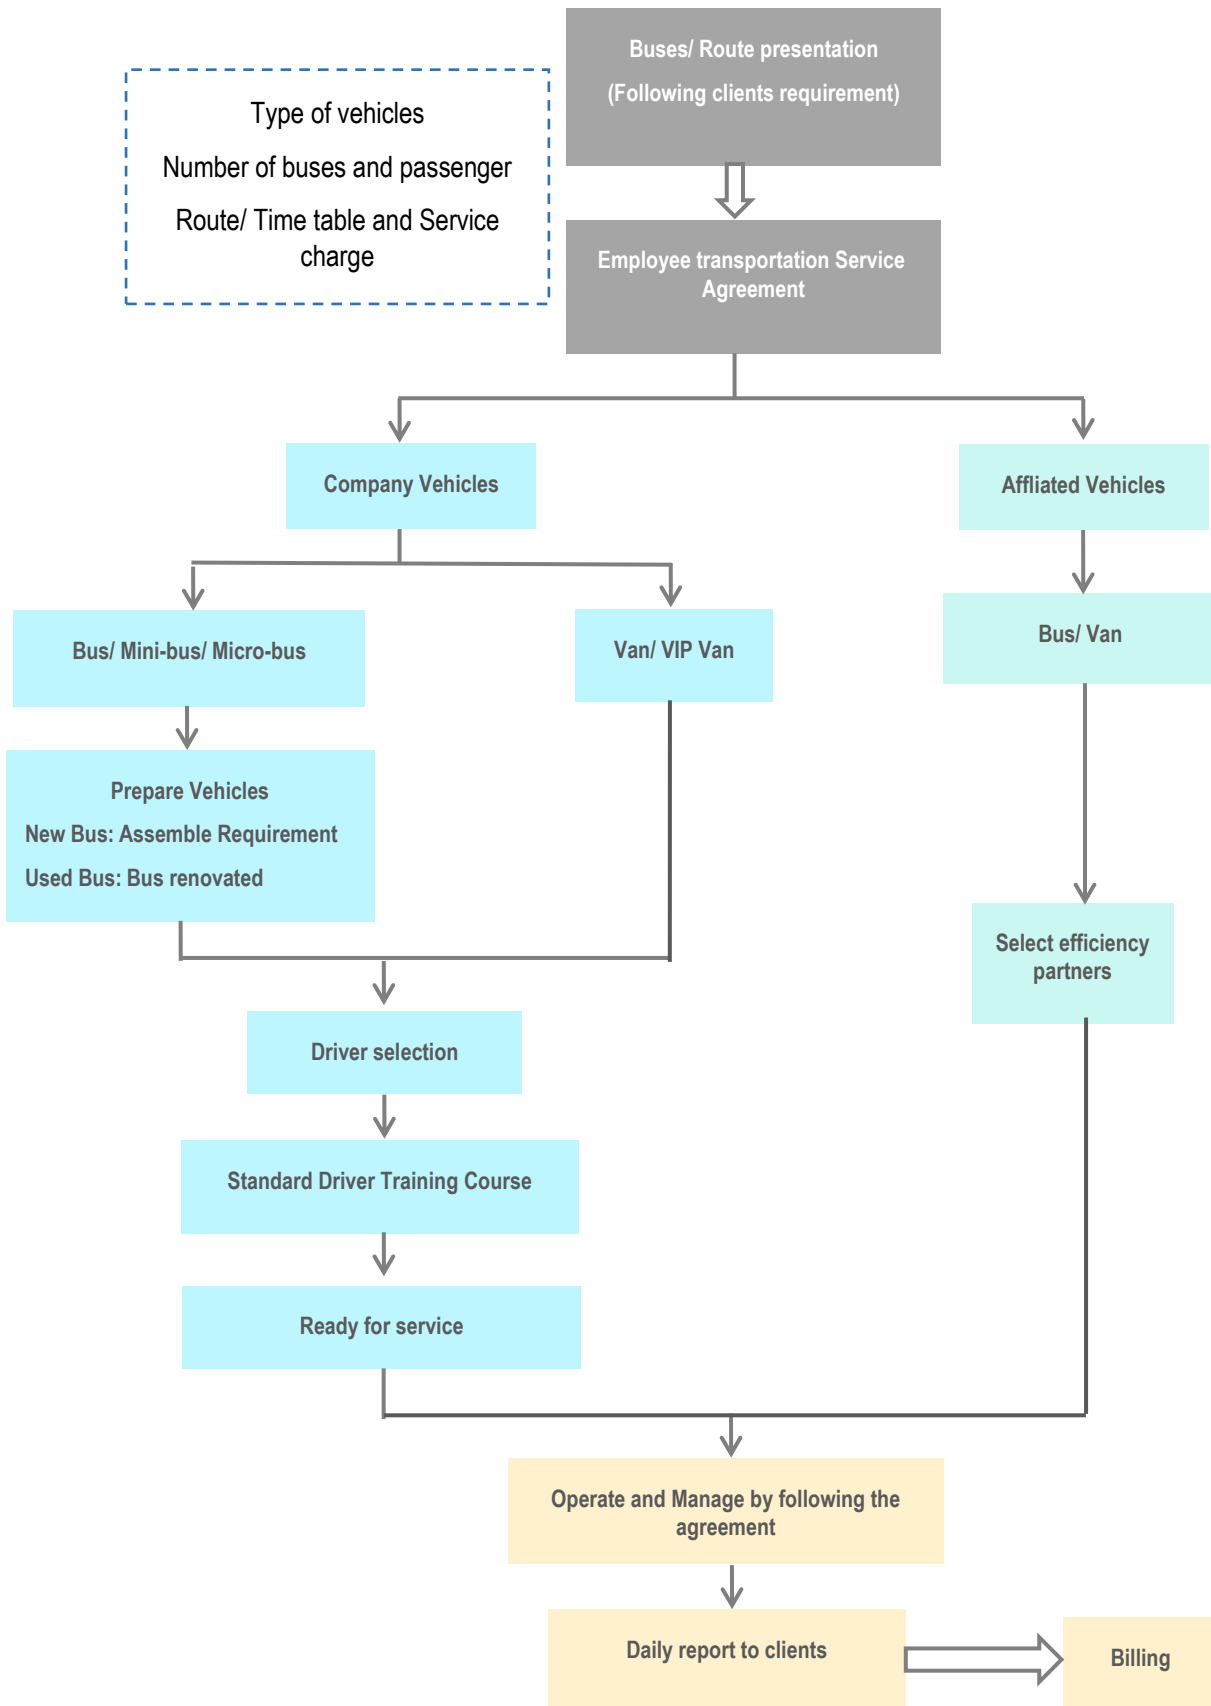 Buses/ Route presentation
(Following clients requirement)
Type of vehicles
Number of buses and passenger
Route/ Time table and Service
charge
Employee transportation Service
Agreement
Company Vehicles
Affliated Vehicles
Bus/ Mini-bus/ Micro-bus
Van/ VIP Van
Bus/ Van
Prepare Vehicles
New Bus: Assemble Requirement
Used Bus: Bus renovated
Select efficiency
partners
Driver selection
Standard Driver Training Course
Ready for service
Operate and Manage by following the
agreement
Daily report to clients
Billing